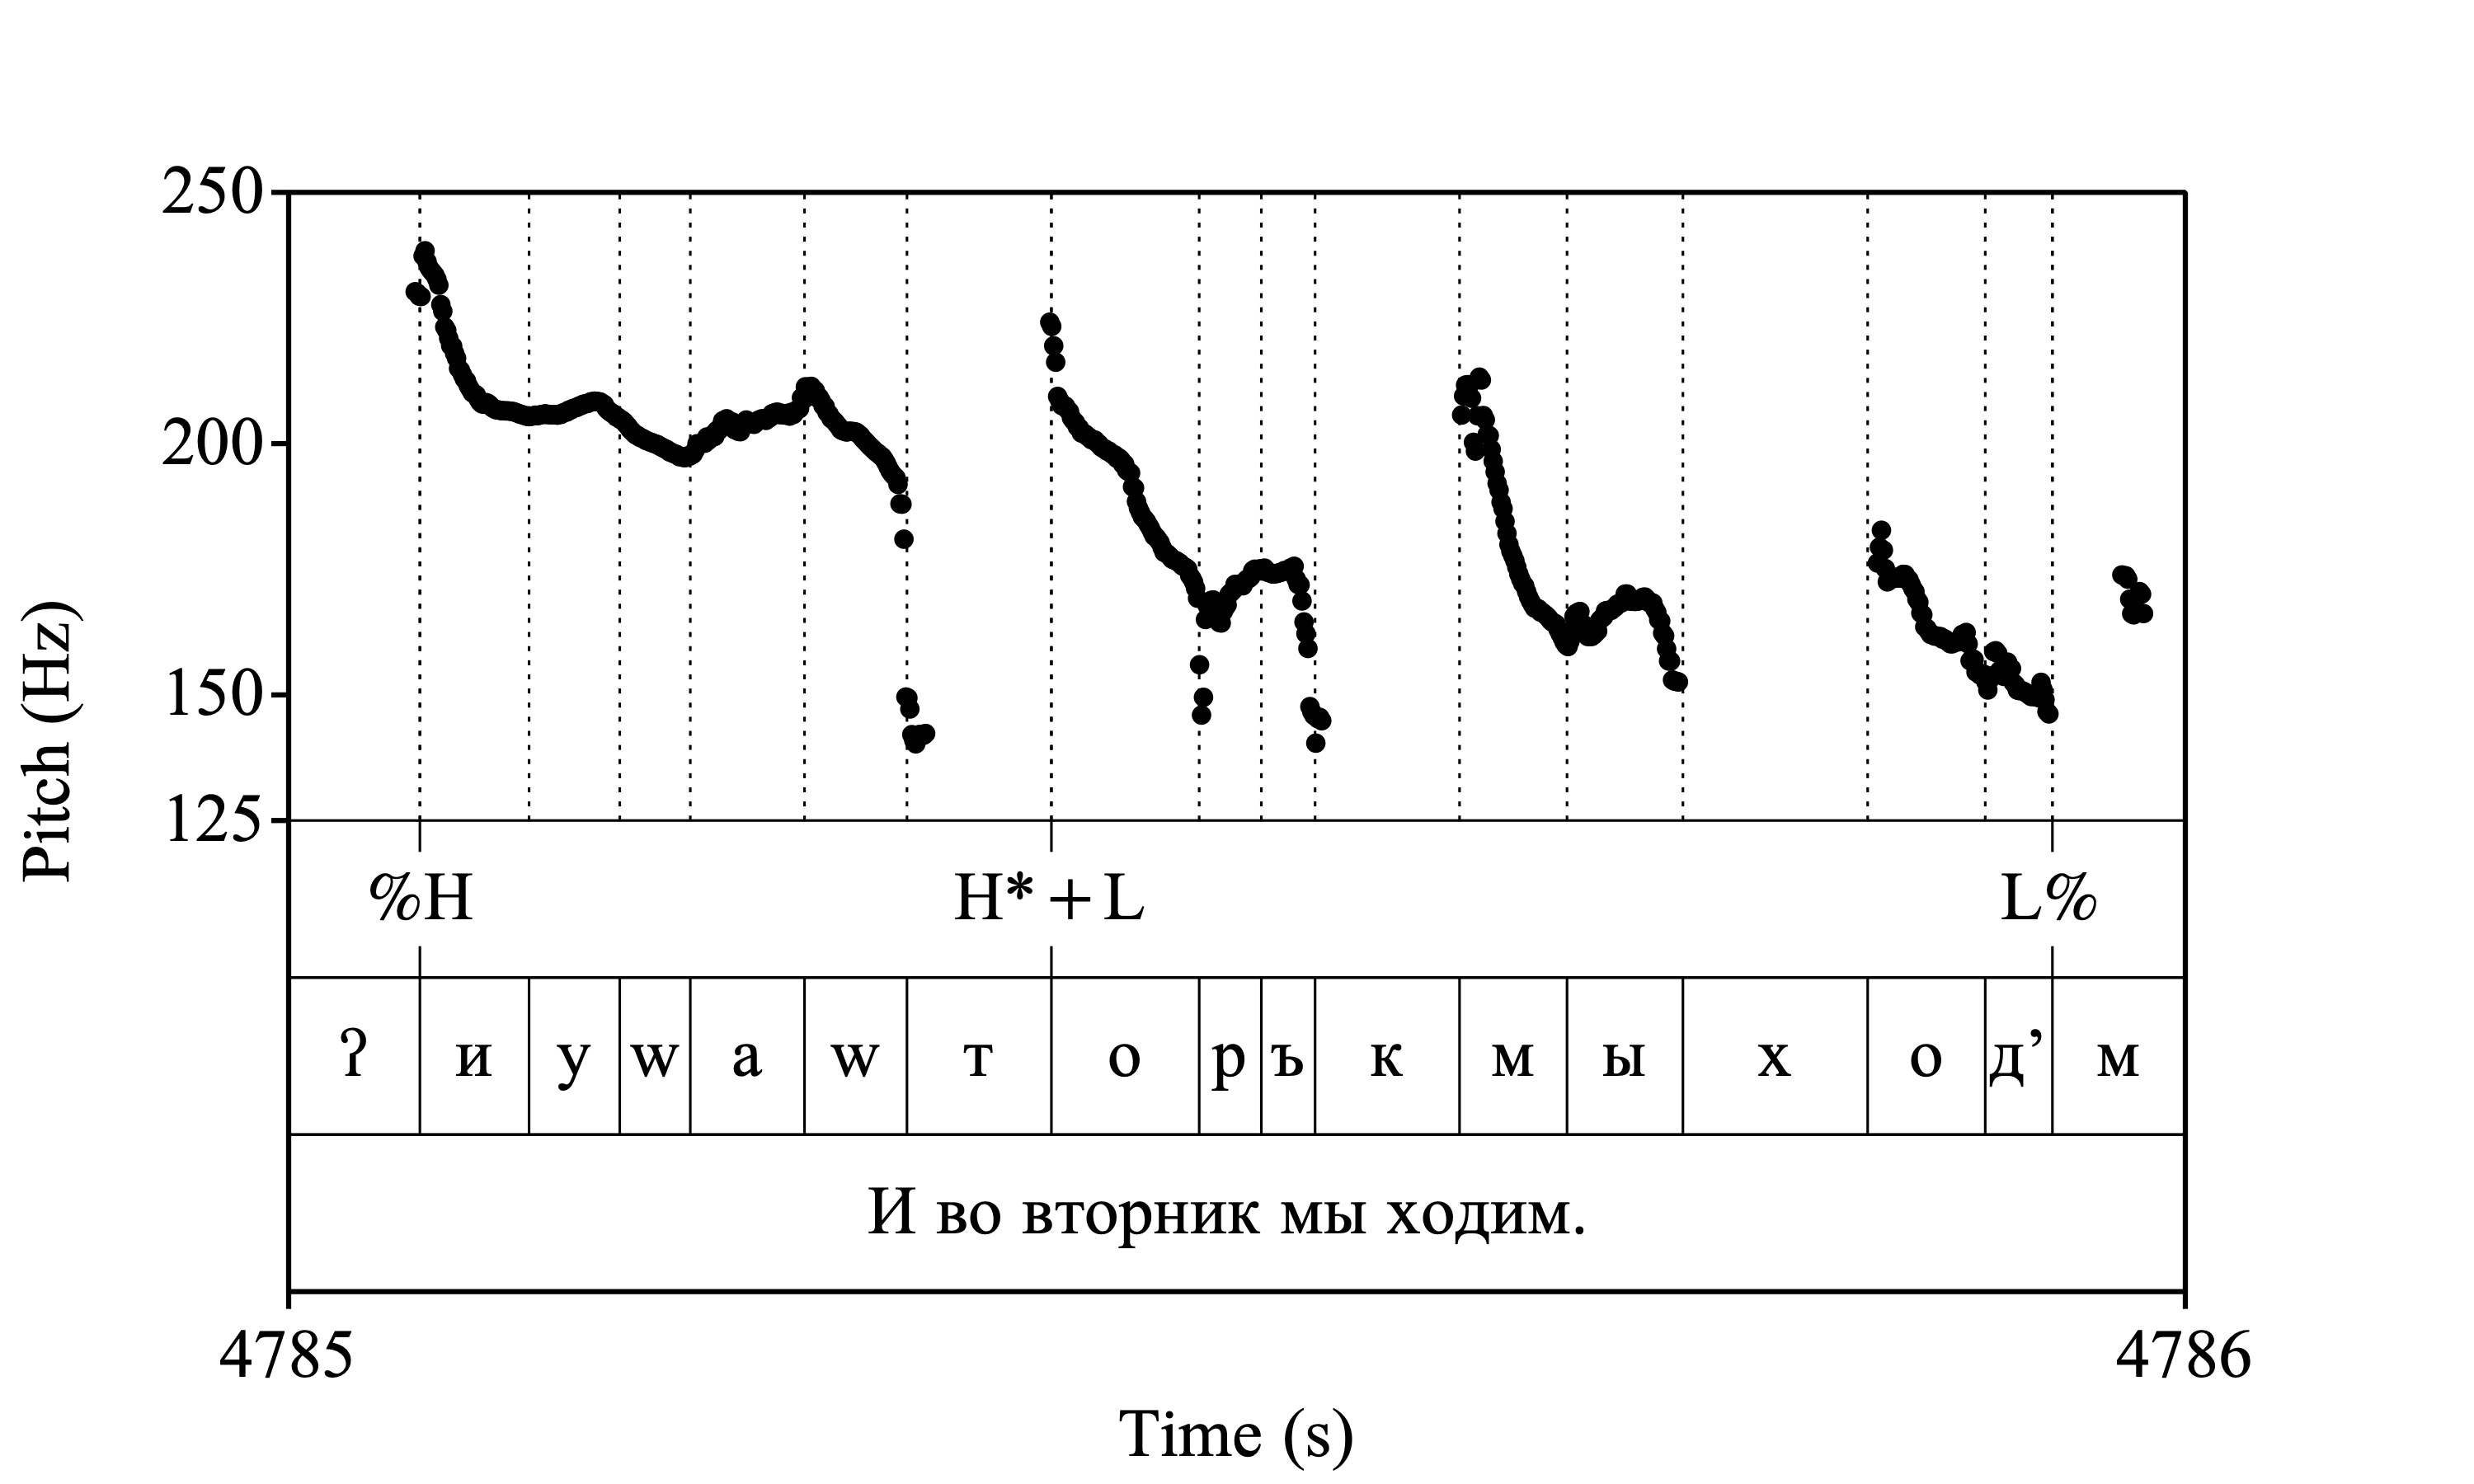 250
200
150
125
Pitch (Hz)
%H H*+L L%
ʔ и у w а w т о р ъ к м ы х о д’ м
И во вторник мы ходим.
4785 4786
Time (s)